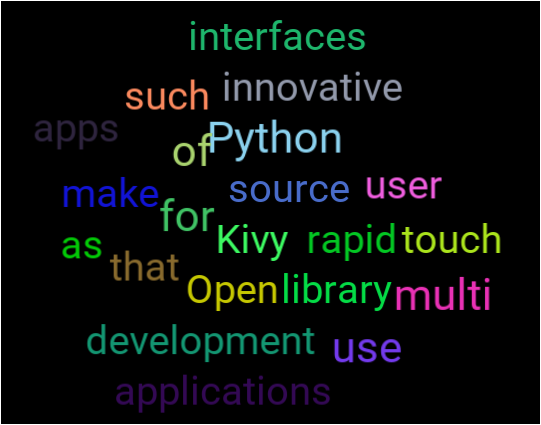 interfaces
such innovative
apps
of Python
make source user
for
as Kivy rapid touch
that
Open library multi
development use
applications